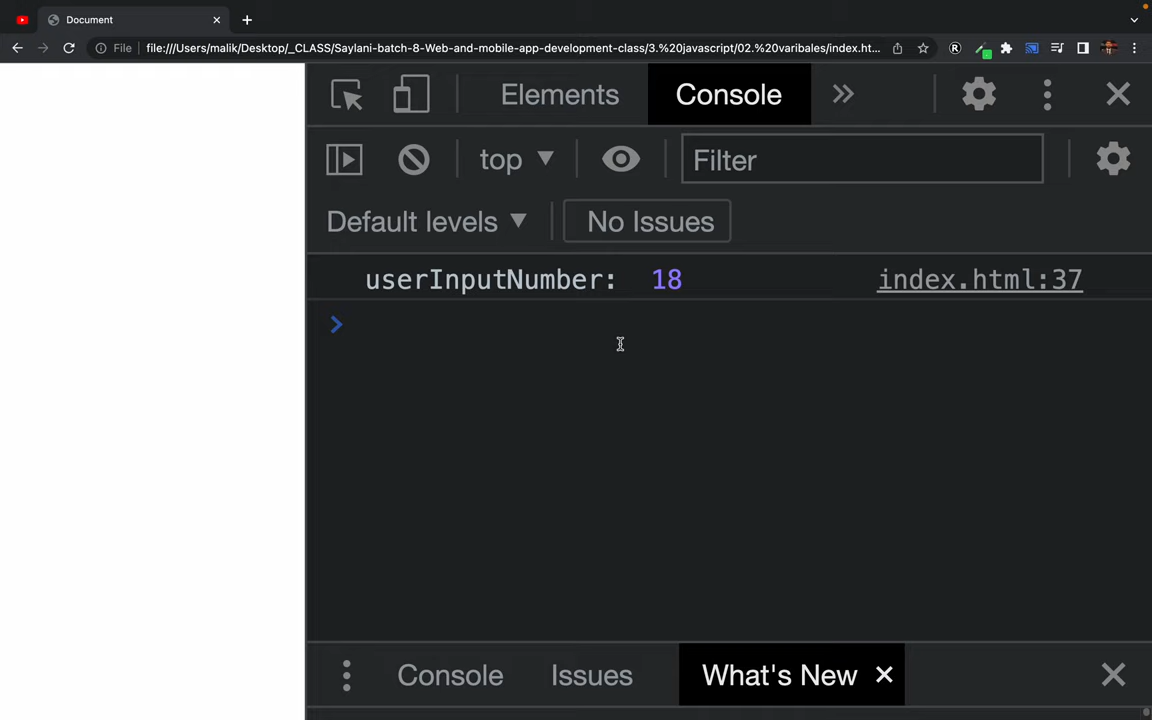 Document
File
file:///Users/malik/Desktop/_CLASS/Saylani-batch-8-Web-and-mobile-app-development-class/3.%20javascript/02.%20varibales/index.ht...
Elements
Console
top
Filter
Default levels
No Issues
userInputNumber: 18
index.html:37
Console
Issues
What's New